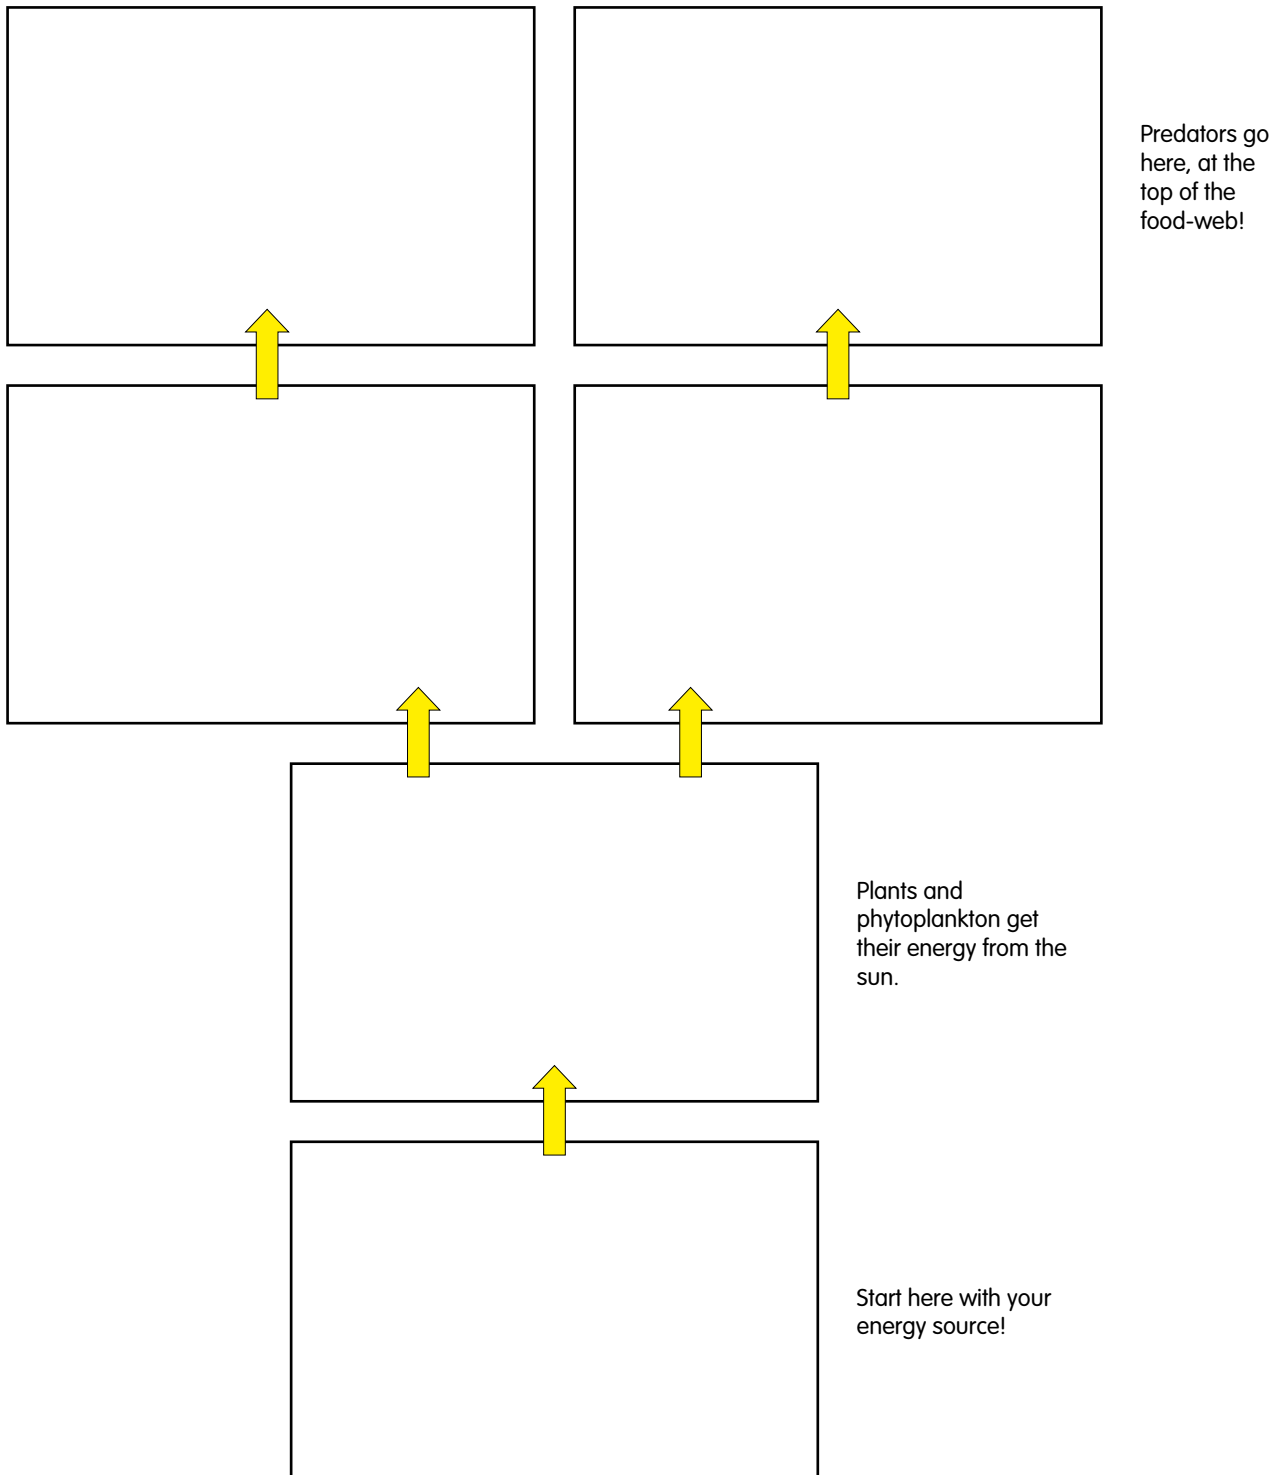 Predators go
here, at the
top of the
food-web!
Plants and
phytoplankton get
their energy from the
sun.
Start here with your
energy source!